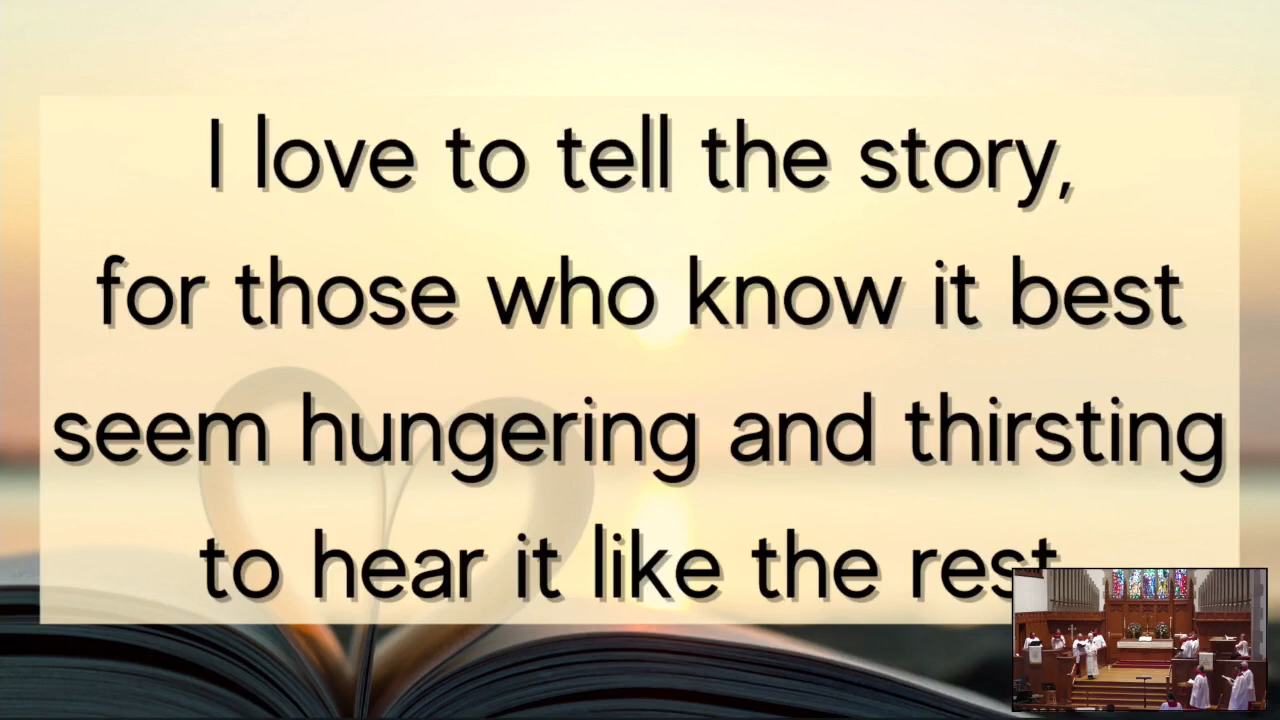 I love to tell the story,
for those who know it best
seem hungering and thirsting
to hear it like the rest